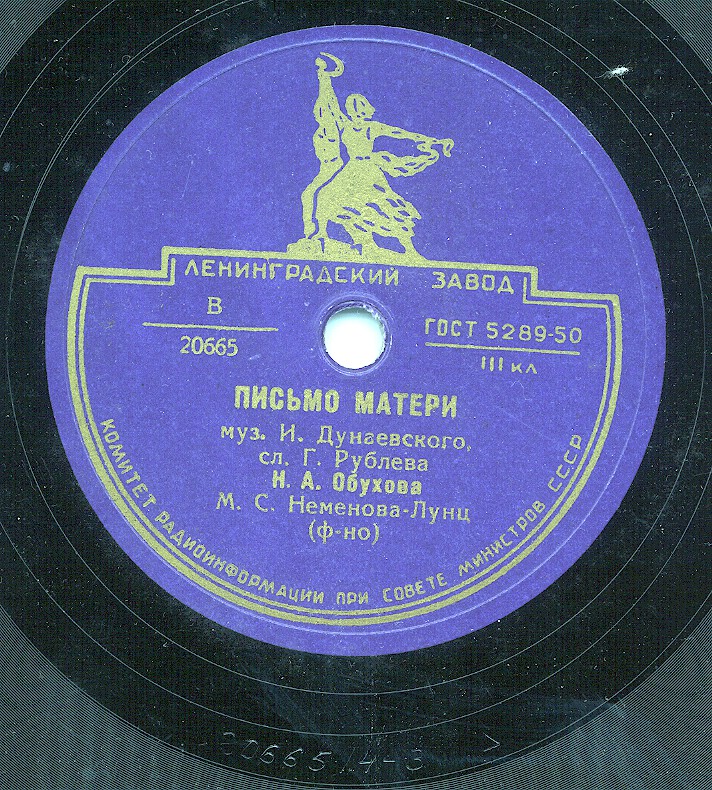 ЛЕНИНГРАДСКИЙ ЗАВОД
В
20665
ГОСТ 5289-50
III кл
ПИСЬМО МАТЕРИ
муз. И. Дунаевского,
сл. Г. Рублева
Н. А. Обухова
М. С. Неменова-Лунц
(ф-но)
КОМИТЕТ РАДИОИНФОРМАЦИИ ПРИ СОВЕТЕ МИНИСТРОВ СССР
20665/4-3